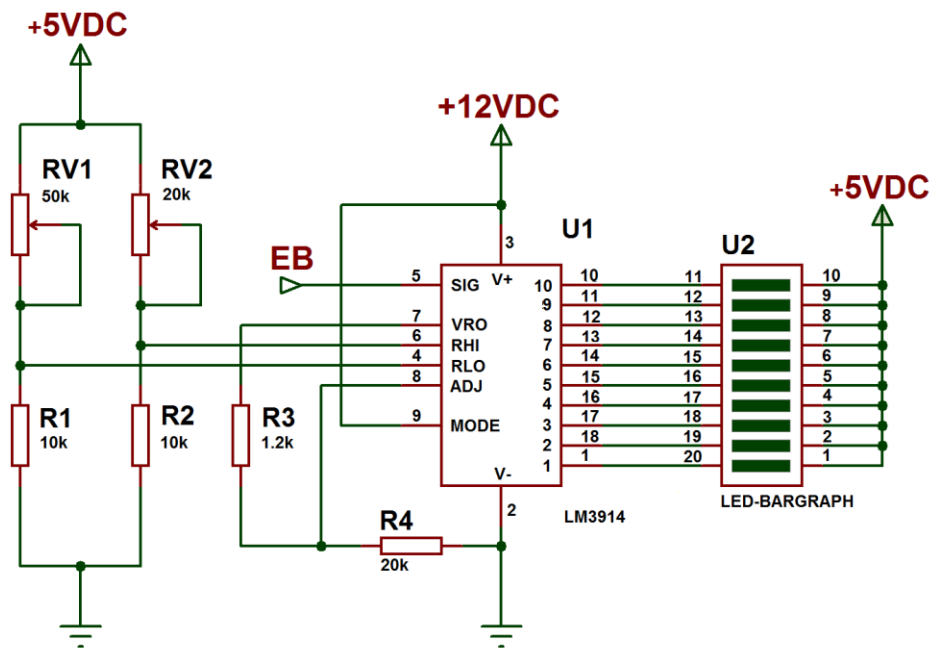 +5VDC
+12VDC
RV1
50k
RV2
20k
+5VDC
U1
U2
3
V+
EB
5 SIG 10 10 11 10
9 11 12 9
7 VRO 8 12 13 8
6 RHI 7 13 14 7
4 RLO 6 14 15 6
8 ADJ 5 15 16 5
4 16 17 4
9 MODE 3 17 18 3
2 18 19 2
1 1 20 1
V-
2
R1
10k
R2
10k
R3
1.2k
R4
20k
LM3914
LED-BARGRAPH